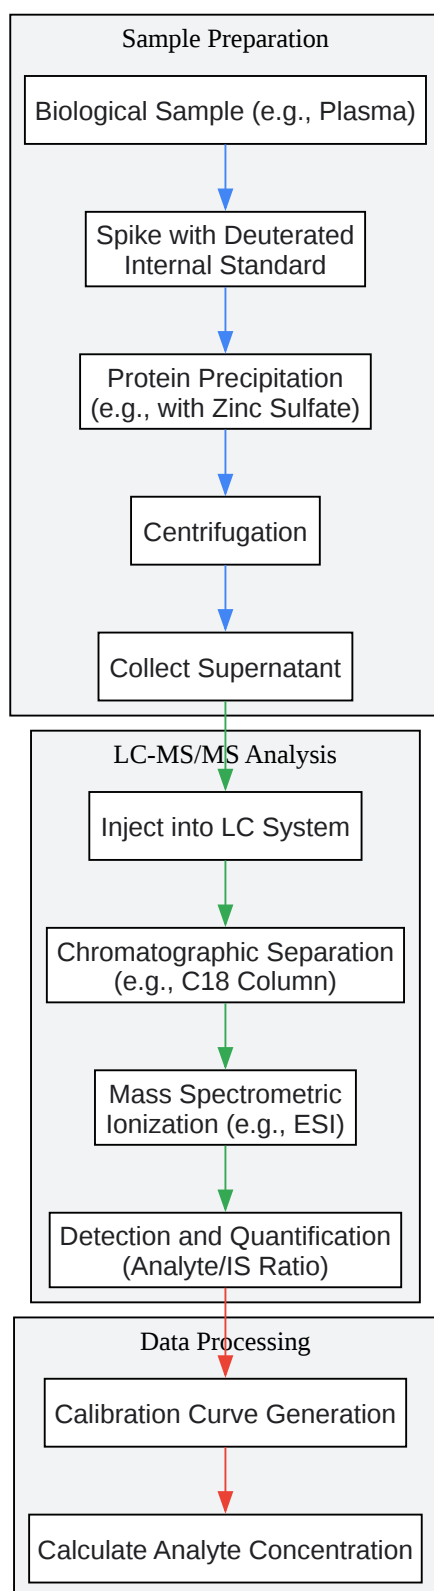 Sample Preparation
Biological Sample (e.g., Plasma)
Spike with Deuterated
Internal Standard
Protein Precipitation
(e.g., with Zinc Sulfate)
Centrifugation
Collect Supernatant
LC-MS/MS Analysis
Inject into LC System
Chromatographic Separation
(e.g., C18 Column)
Mass Spectrometric
Ionization (e.g., ESI)
Detection and Quantification
(Analyte/IS Ratio)
Data Processing
Calibration Curve Generation
Calculate Analyte Concentration